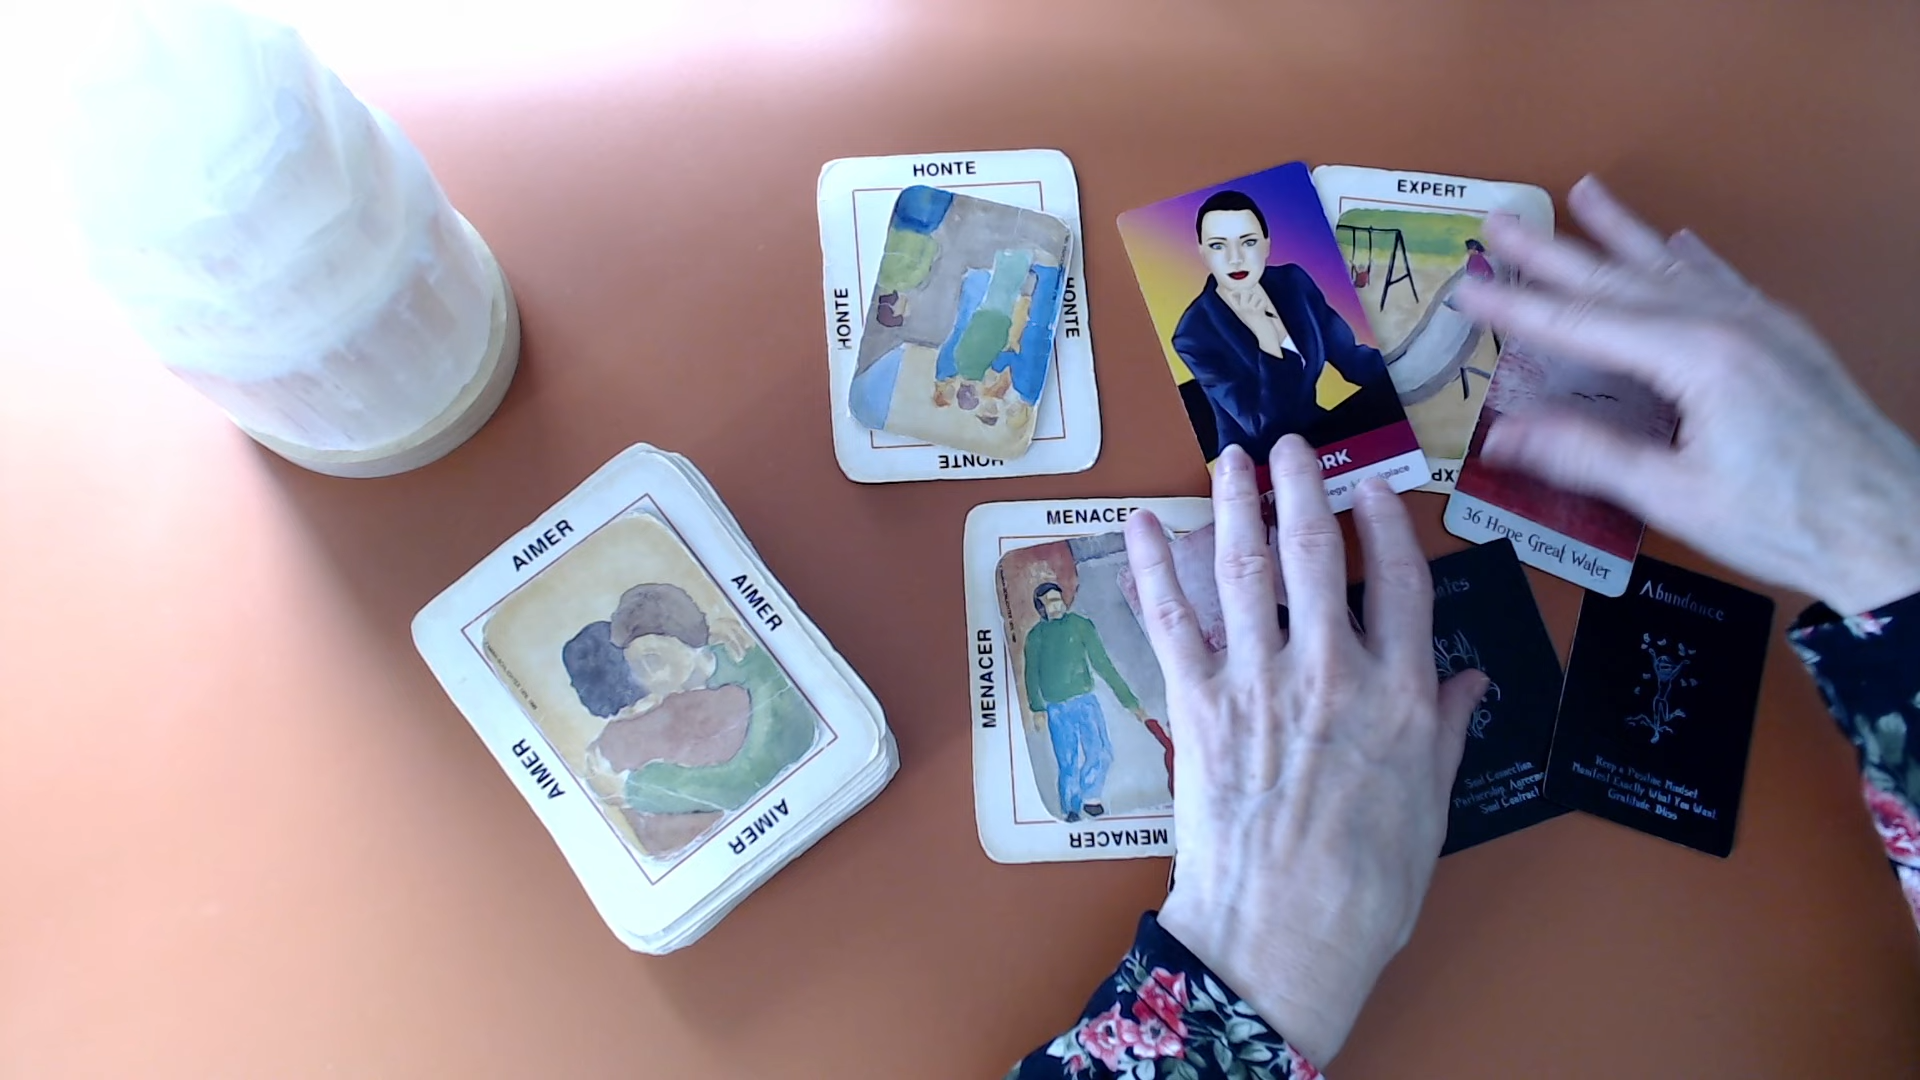 HONTE
HONTE
HONTE
HONTE
EXPERT
36 Hope Great Water
MENACER
MENACER
MENACER
AIMER
AIMER
AIMER
AIMER
Abundance
Keep a Positive Mindset
Manifest Exactly What You Want
Gratitude Bliss
Soul Connection
Partnership
Soul Contract